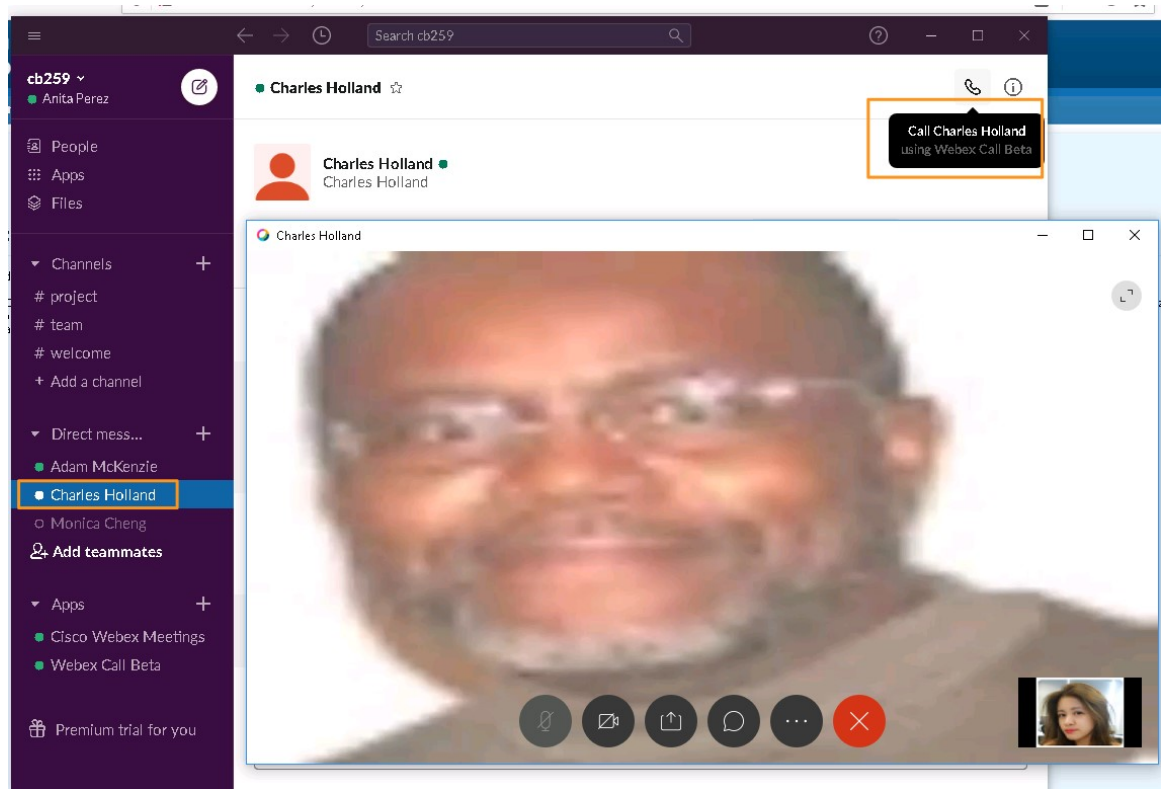 Search cb259
cb259
Anita Perez
People
Apps
Files
Channels
# project
# team
# welcome
+ Add a channel
Direct mess...
Adam McKenzie
Charles Holland
Monica Cheng
Add teammates
Apps
Cisco Webex Meetings
Webex Call Beta
Premium trial for you
Charles Holland
Call Charles Holland
using Webex Call Beta
Charles Holland
Charles Holland
Charles Holland